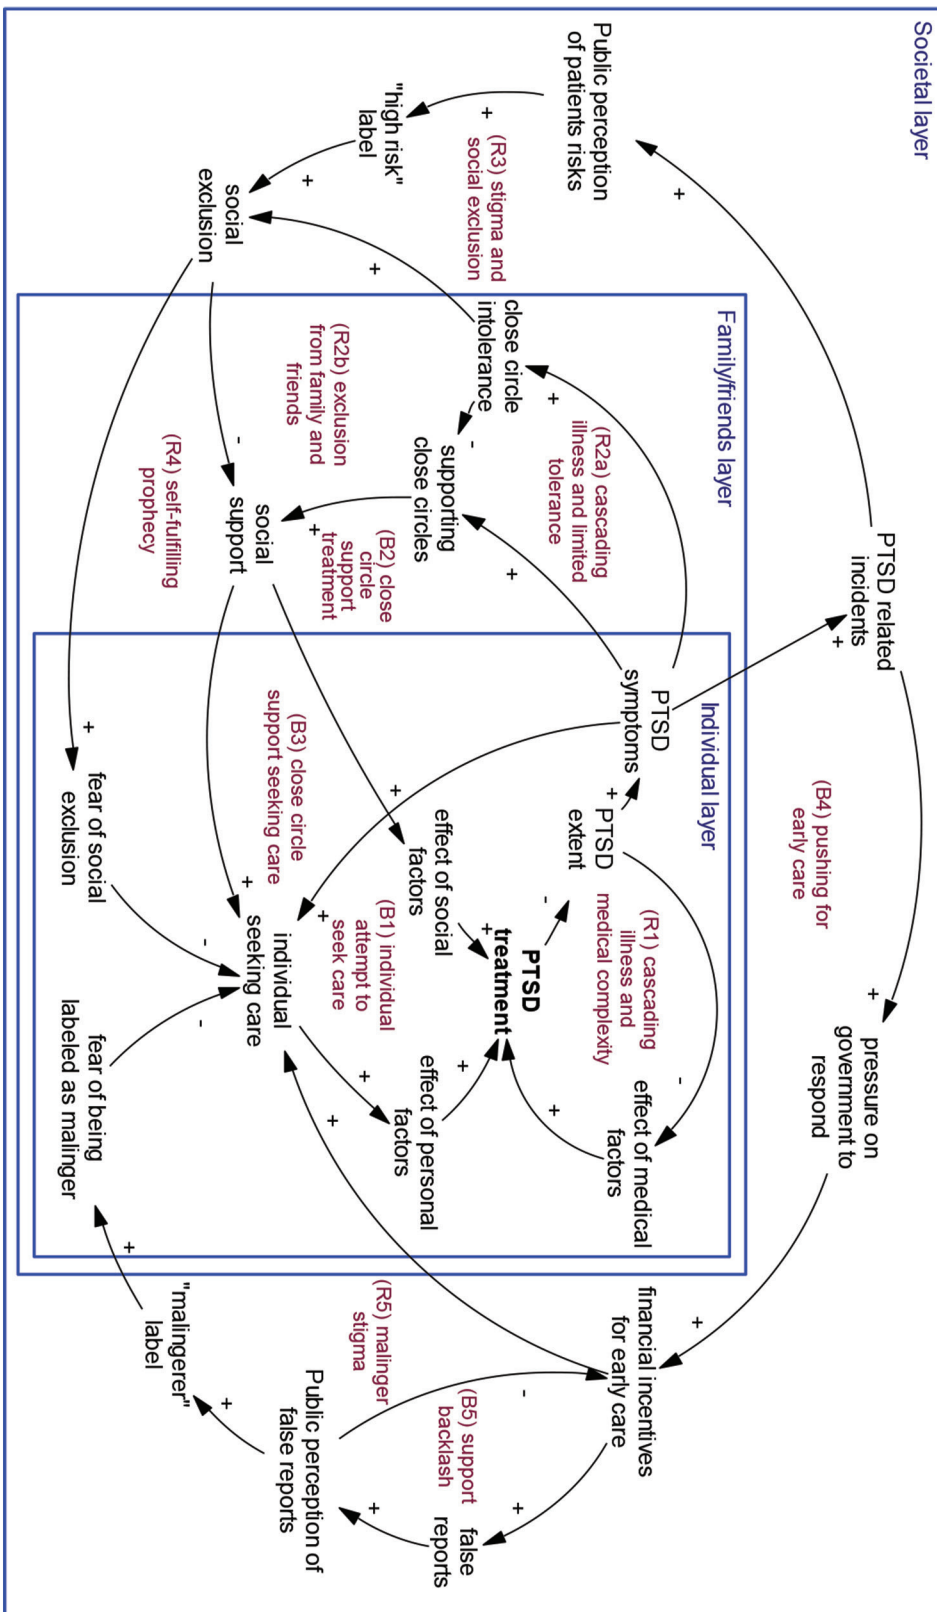 Societal layer
PTSD related
incidents
(B4) pushing for
early care
pressure on
government to
respond
Public perception
of patients risks
+
+
+
+
+
Family/friends layer
Individual layer
"high risk"
label
+
(R3) stigma and
social exclusion
+
social
exclusion
+
close circle
intolerance
+
(R2a) cascading
illness and limited
tolerance
-
supporting
close circles
+
(R2b) exclusion
from family and
friends
-
social
support
+
(B2) close
circle
support
treatment
(R4) self-fulfilling
prophecy
PTSD
symptoms
+
PTSD
extent
(R1) cascading
illness and
medical complexity
-
effect of medical
factors
+
-
PTSD
treatment
+
+
effect of social
factors
+
effect of personal
factors
+
(B1) individual
attempt to
seek care
+
(B3) close circle
support seeking care
+
individual
seeking care
+
-
-
+
fear of social
exclusion
fear of being
labeled as malinger
financial incentives
for early care
-
+
(B5) support
backlash
false
reports
+
(R5) malinger
stigma
Public perception of
false reports
+
"malingerer"
label
+